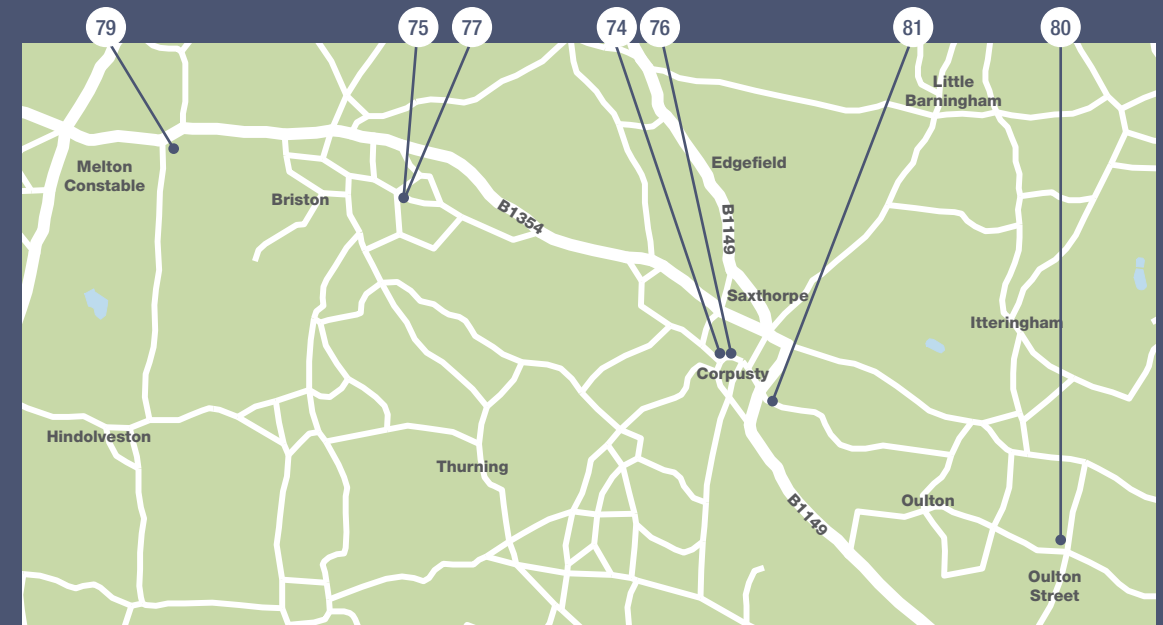 79
75
77
74
76
81
80
Little
Barningham
Edgefield
Melton
Constable
Briston
B1354
B1149
Saxthorpe
Itteringham
Corpusty
Hindolveston
Thurning
Oulton
B1149
Oulton
Street